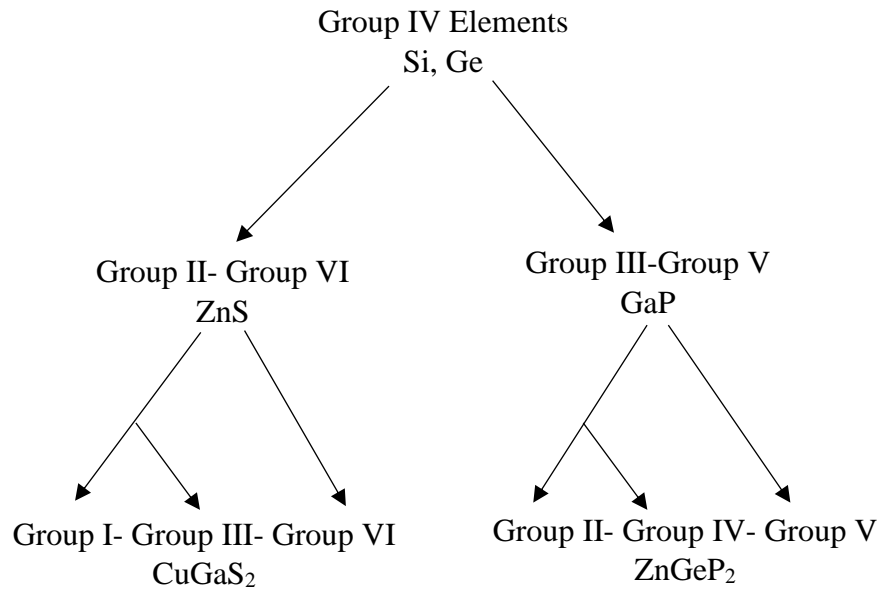 Group IV Elements
Si, Ge
Group II- Group VI
ZnS
Group III-Group V
GaP
Group I- Group III- Group VI
CuGaS₂
Group II- Group IV- Group V
ZnGeP₂